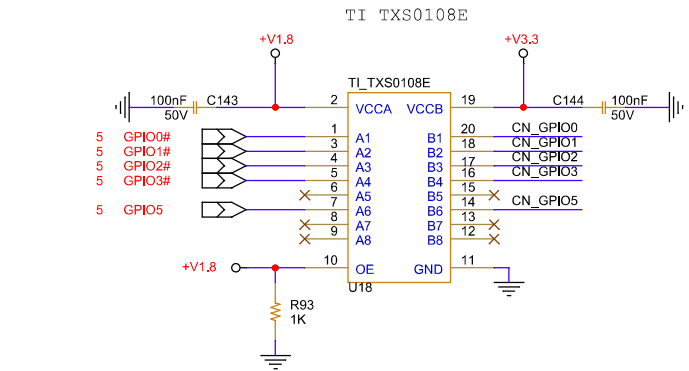 TI TXS0108E
+V1.8
+V3.3
TI_TXS0108E
100nF C143
50V
2 VCCA VCCB 19
C144 100nF
50V
5 GPIO0# 1 A1 B1 20 CN_GPIO0
5 GPIO1# 3 A2 B2 18 CN_GPIO1
5 GPIO2# 4 A3 B3 17 CN_GPIO2
5 GPIO3# 5 A4 B4 16 CN_GPIO3
6 A5 B5 15
5 GPIO5 7 A6 B6 14 CN_GPIO5
8 A7 B7 13
9 A8 B8 12
+V1.8 10 OE GND 11
U18
R93
1K